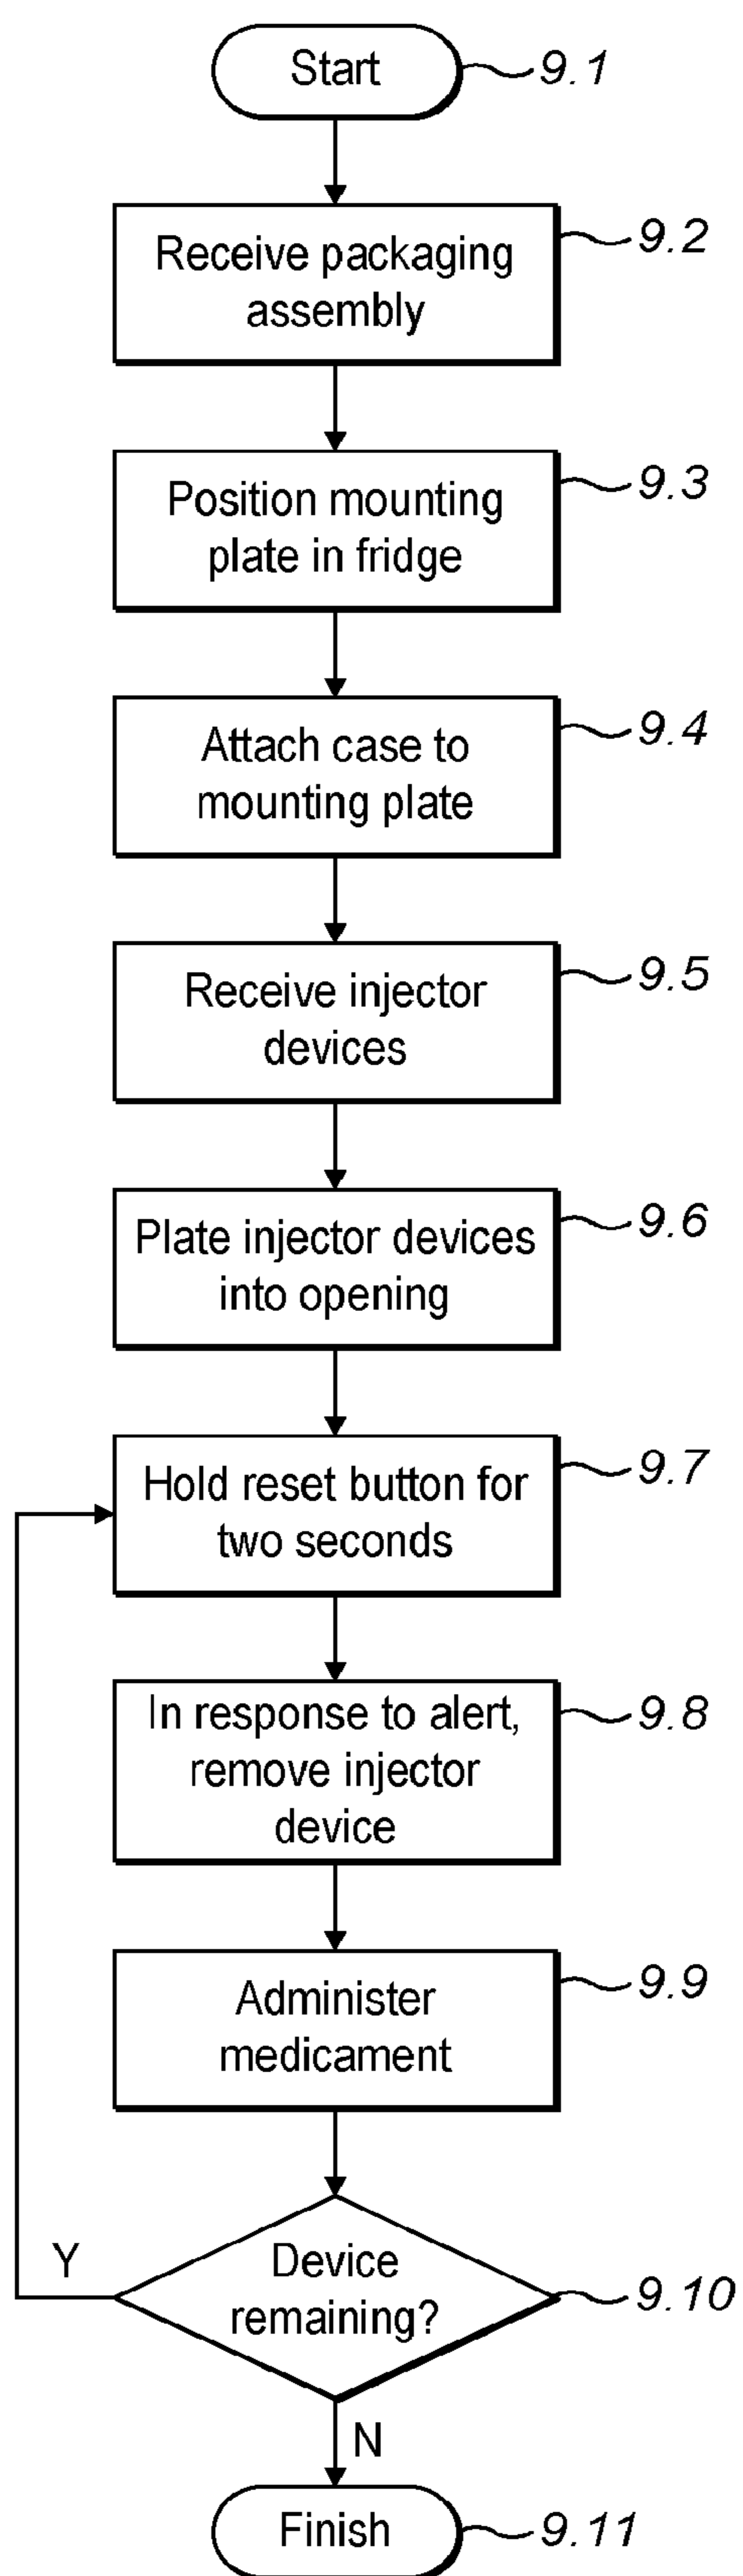 Start
9.1
Receive packaging
assembly
9.2
Position mounting
plate in fridge
9.3
Attach case to
mounting plate
9.4
Receive injector
devices
9.5
Plate injector devices
into opening
9.6
Hold reset button for
two seconds
9.7
In response to alert,
remove injector
device
9.8
Administer
medicament
9.9
Device
remaining?
9.10
Y
N
Finish
9.11